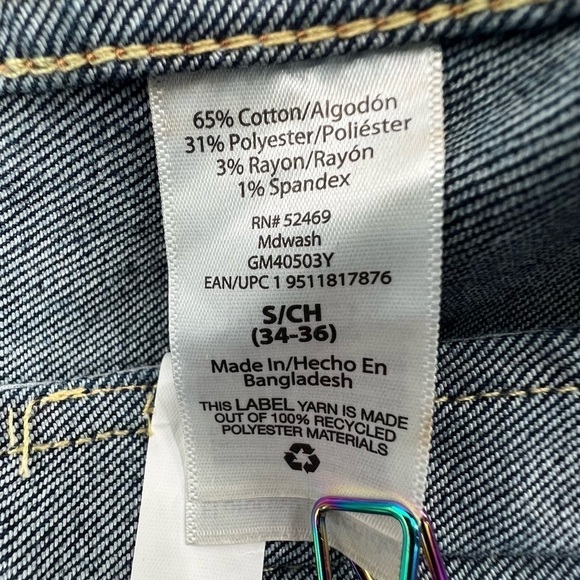 65% Cotton/Algodón
31% Polyester/Poliéster
3% Rayon/Rayón
1% Spandex
RN# 52469
Mdwash
GM40503Y
EAN/UPC 1 9511817876
S/CH
(34-36)
Made In/Hecho En
Bangladesh
THIS LABEL YARN IS MADE
OUT OF 100% RECYCLED
POLYESTER MATERIALS